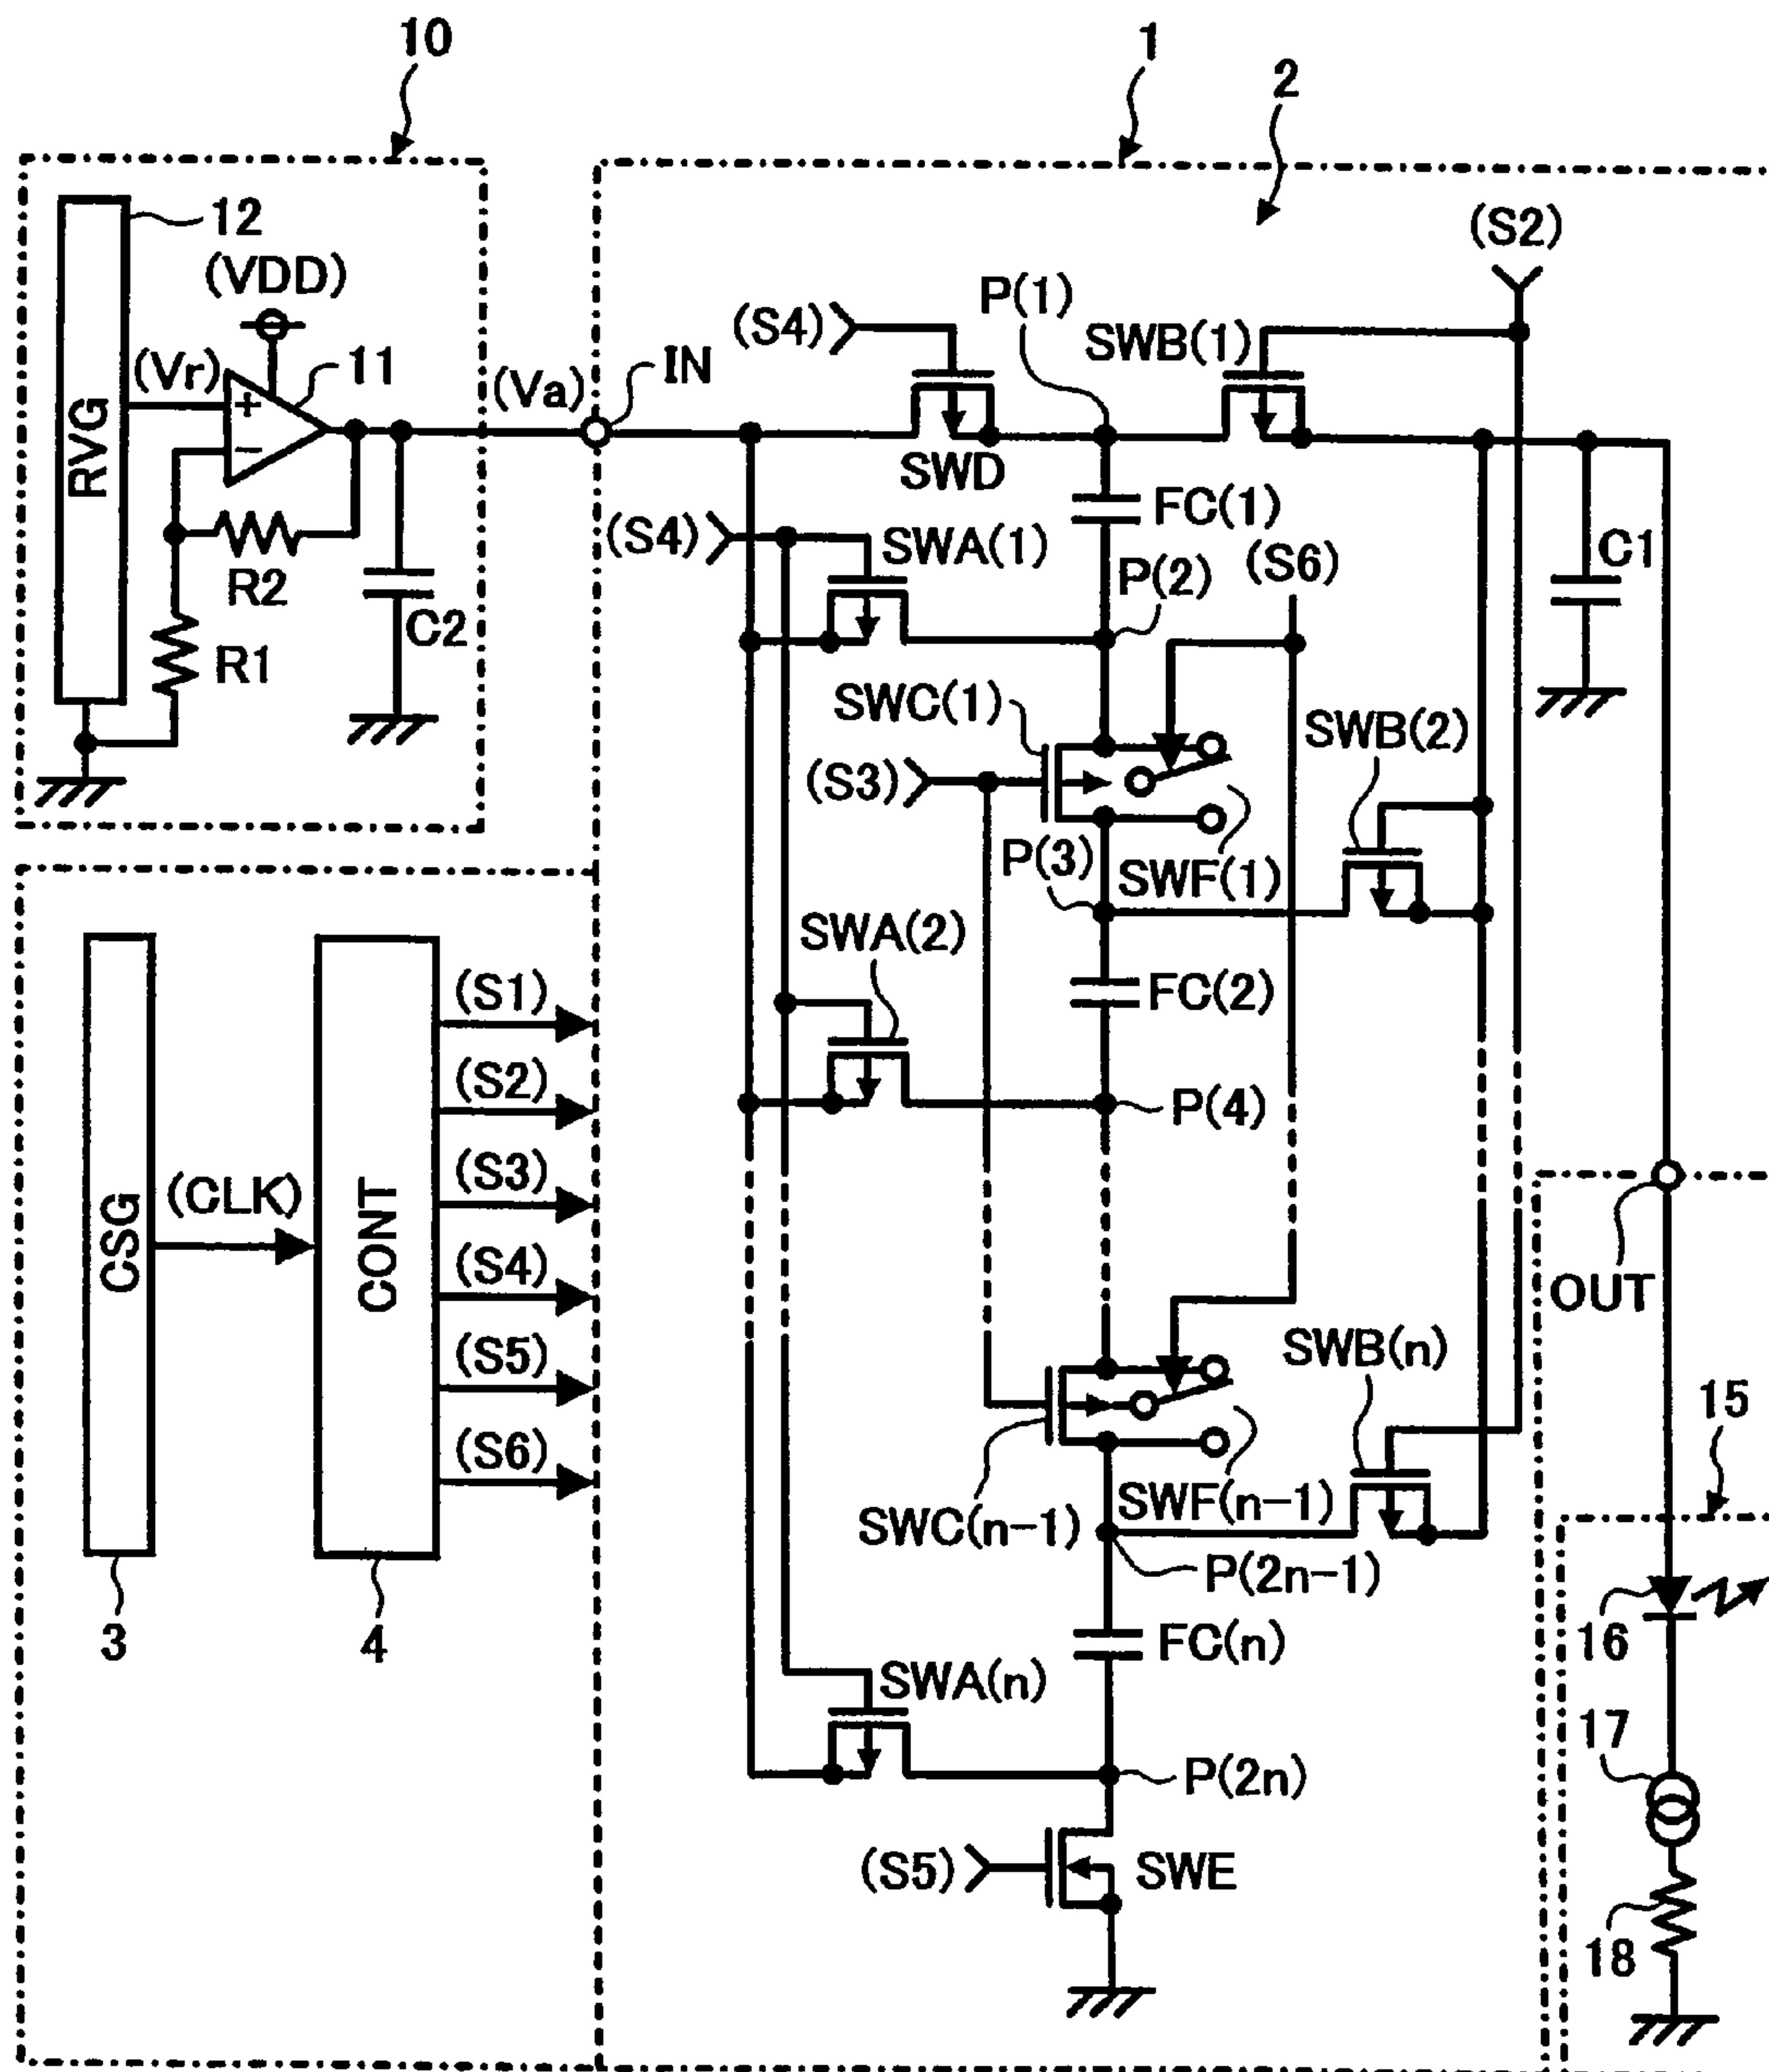 10
1
2
12
(VDD)
(Vr)
11
(Va)
IN
(S4)
P(1)
SWB(1)
(S2)
RVG
SWD
FC(1)
(S4)
SWA(1)
P(2)
(S6)
C1
R2
C2
R1
SWC(1)
SWB(2)
(S3)
P(3)
SWF(1)
SWA(2)
FC(2)
(S1)
(S2)
P(4)
(S3)
CSG
(CLK)
CONT
(S4)
OUT
(S5)
SWB(n)
15
(S6)
SWC(n-1)
SWF(n-1)
P(2n-1)
3
4
FC(n)
16
SWA(n)
17
P(2n)
(S5)
SWE
18